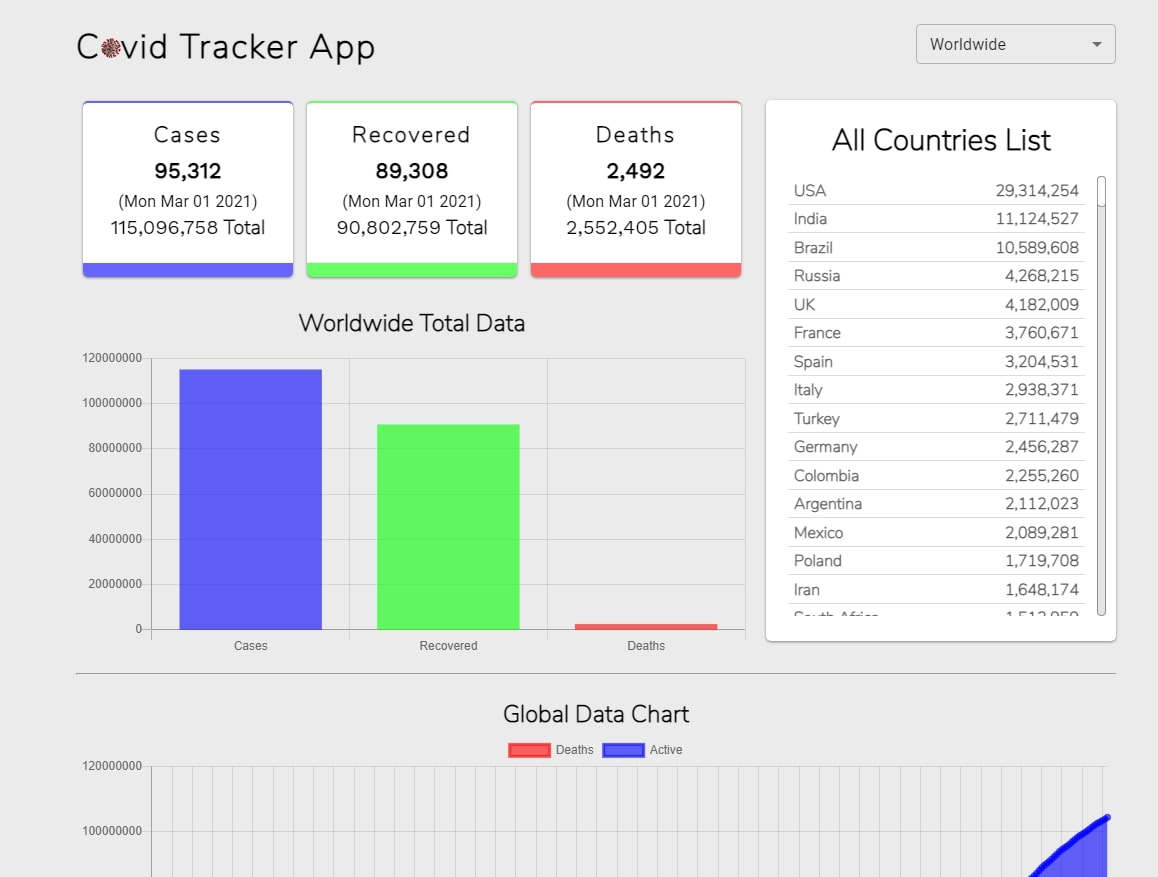 Covid Tracker App
Worldwide
Cases
95,312
(Mon Mar 01 2021)
115,096,758 Total
Recovered
89,308
(Mon Mar 01 2021)
90,802,759 Total
Deaths
2,492
(Mon Mar 01 2021)
2,552,405 Total
All Countries List
USA 29,314,254
India 11,124,527
Brazil 10,589,608
Russia 4,268,215
UK 4,182,009
France 3,760,671
Spain 3,204,531
Italy 2,938,371
Turkey 2,711,479
Germany 2,456,287
Colombia 2,255,260
Argentina 2,112,023
Mexico 2,089,281
Poland 1,719,708
Iran 1,648,174
South Africa
Worldwide Total Data
120000000
100000000
80000000
60000000
40000000
20000000
0
Cases Recovered Deaths
Global Data Chart
Deaths Active
120000000
100000000